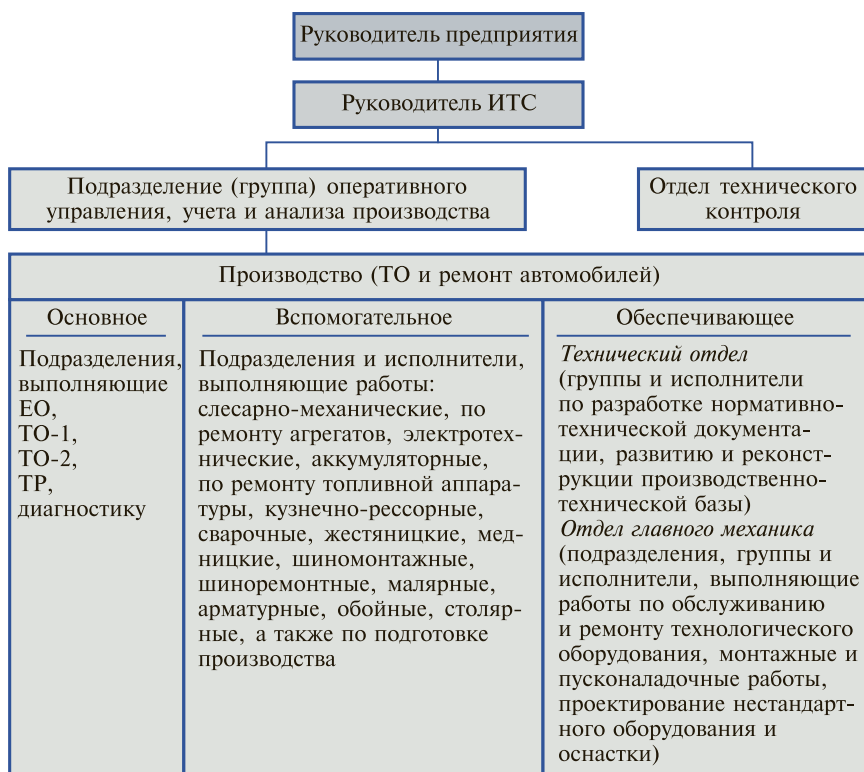 Руководитель предприятия
Руководитель ИТС
Подразделение (группа) оперативного
управления, учета и анализа производства
Отдел технического
контроля
Производство (ТО и ремонт автомобилей)
Основное
Подразделения,
выполняющие
ЕО,
ТО-1,
ТО-2,
ТР,
диагностику
Вспомогательное
Подразделения и исполнители,
выполняющие работы:
слесарно-механические, по
ремонту агрегатов, электротех-
нические, аккумуляторные,
по ремонту топливной аппара-
туры, кузнечно-рессорные,
сварочные, жестяницкие, мед-
ницкие, шиномонтажные,
шиноремонтные, малярные,
арматурные, обойные, столяр-
ные, а также по подготовке
производства
Обеспечивающее
Технический отдел
(группы и исполнители
по разработке нормативно-
технической документа-
ции, развитию и реконст-
рукции производственно-
технической базы)
Отдел главного механика
(подразделения, группы и
исполнители, выполняющие
работы по обслуживанию
и ремонту технологического
оборудования, монтажные и
пусконаладочные работы,
проектирование нестандарт-
ного оборудования и
оснастки)